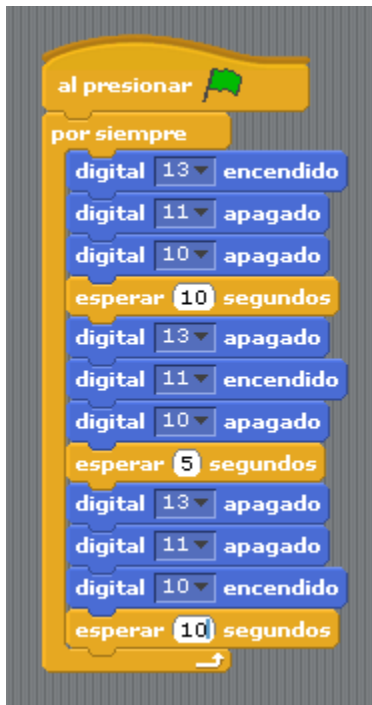 al presionar
por siempre
digital 13 encendido
digital 11 apagado
digital 10 apagado
esperar 10 segundos
digital 13 apagado
digital 11 encendido
digital 10 apagado
esperar 5 segundos
digital 13 apagado
digital 11 apagado
digital 10 encendido
esperar 10 segundos